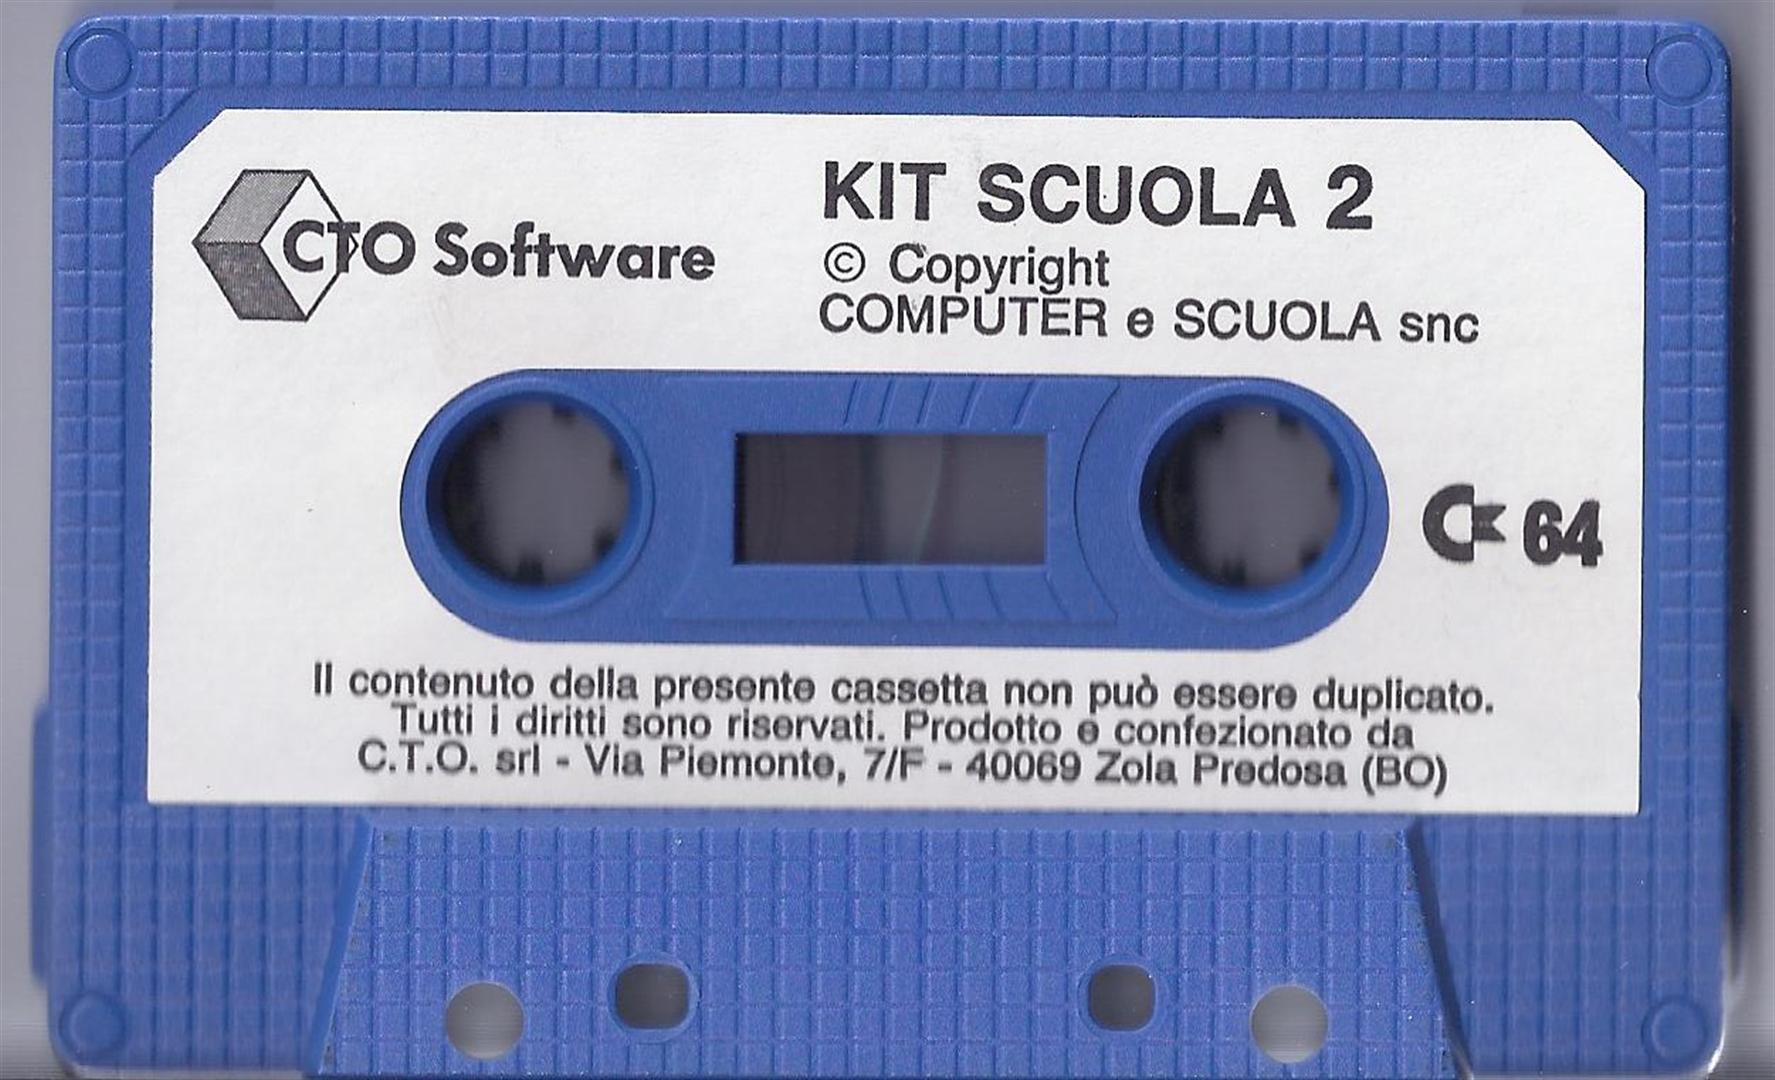 CTO Software
KIT SCUOLA 2
© Copyright
COMPUTER e SCUOLA snc
C 64
Il contenuto della presente cassetta non può essere duplicato.
Tutti i diritti sono riservati. Prodotto e confezionato da
C.T.O. srl - Via Piemonte, 7/F - 40069 Zola Predosa (BO)